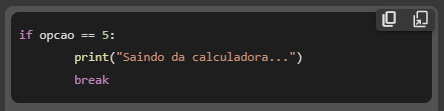 if opcao == 5:
        print("Saindo da calculadora...")
        break